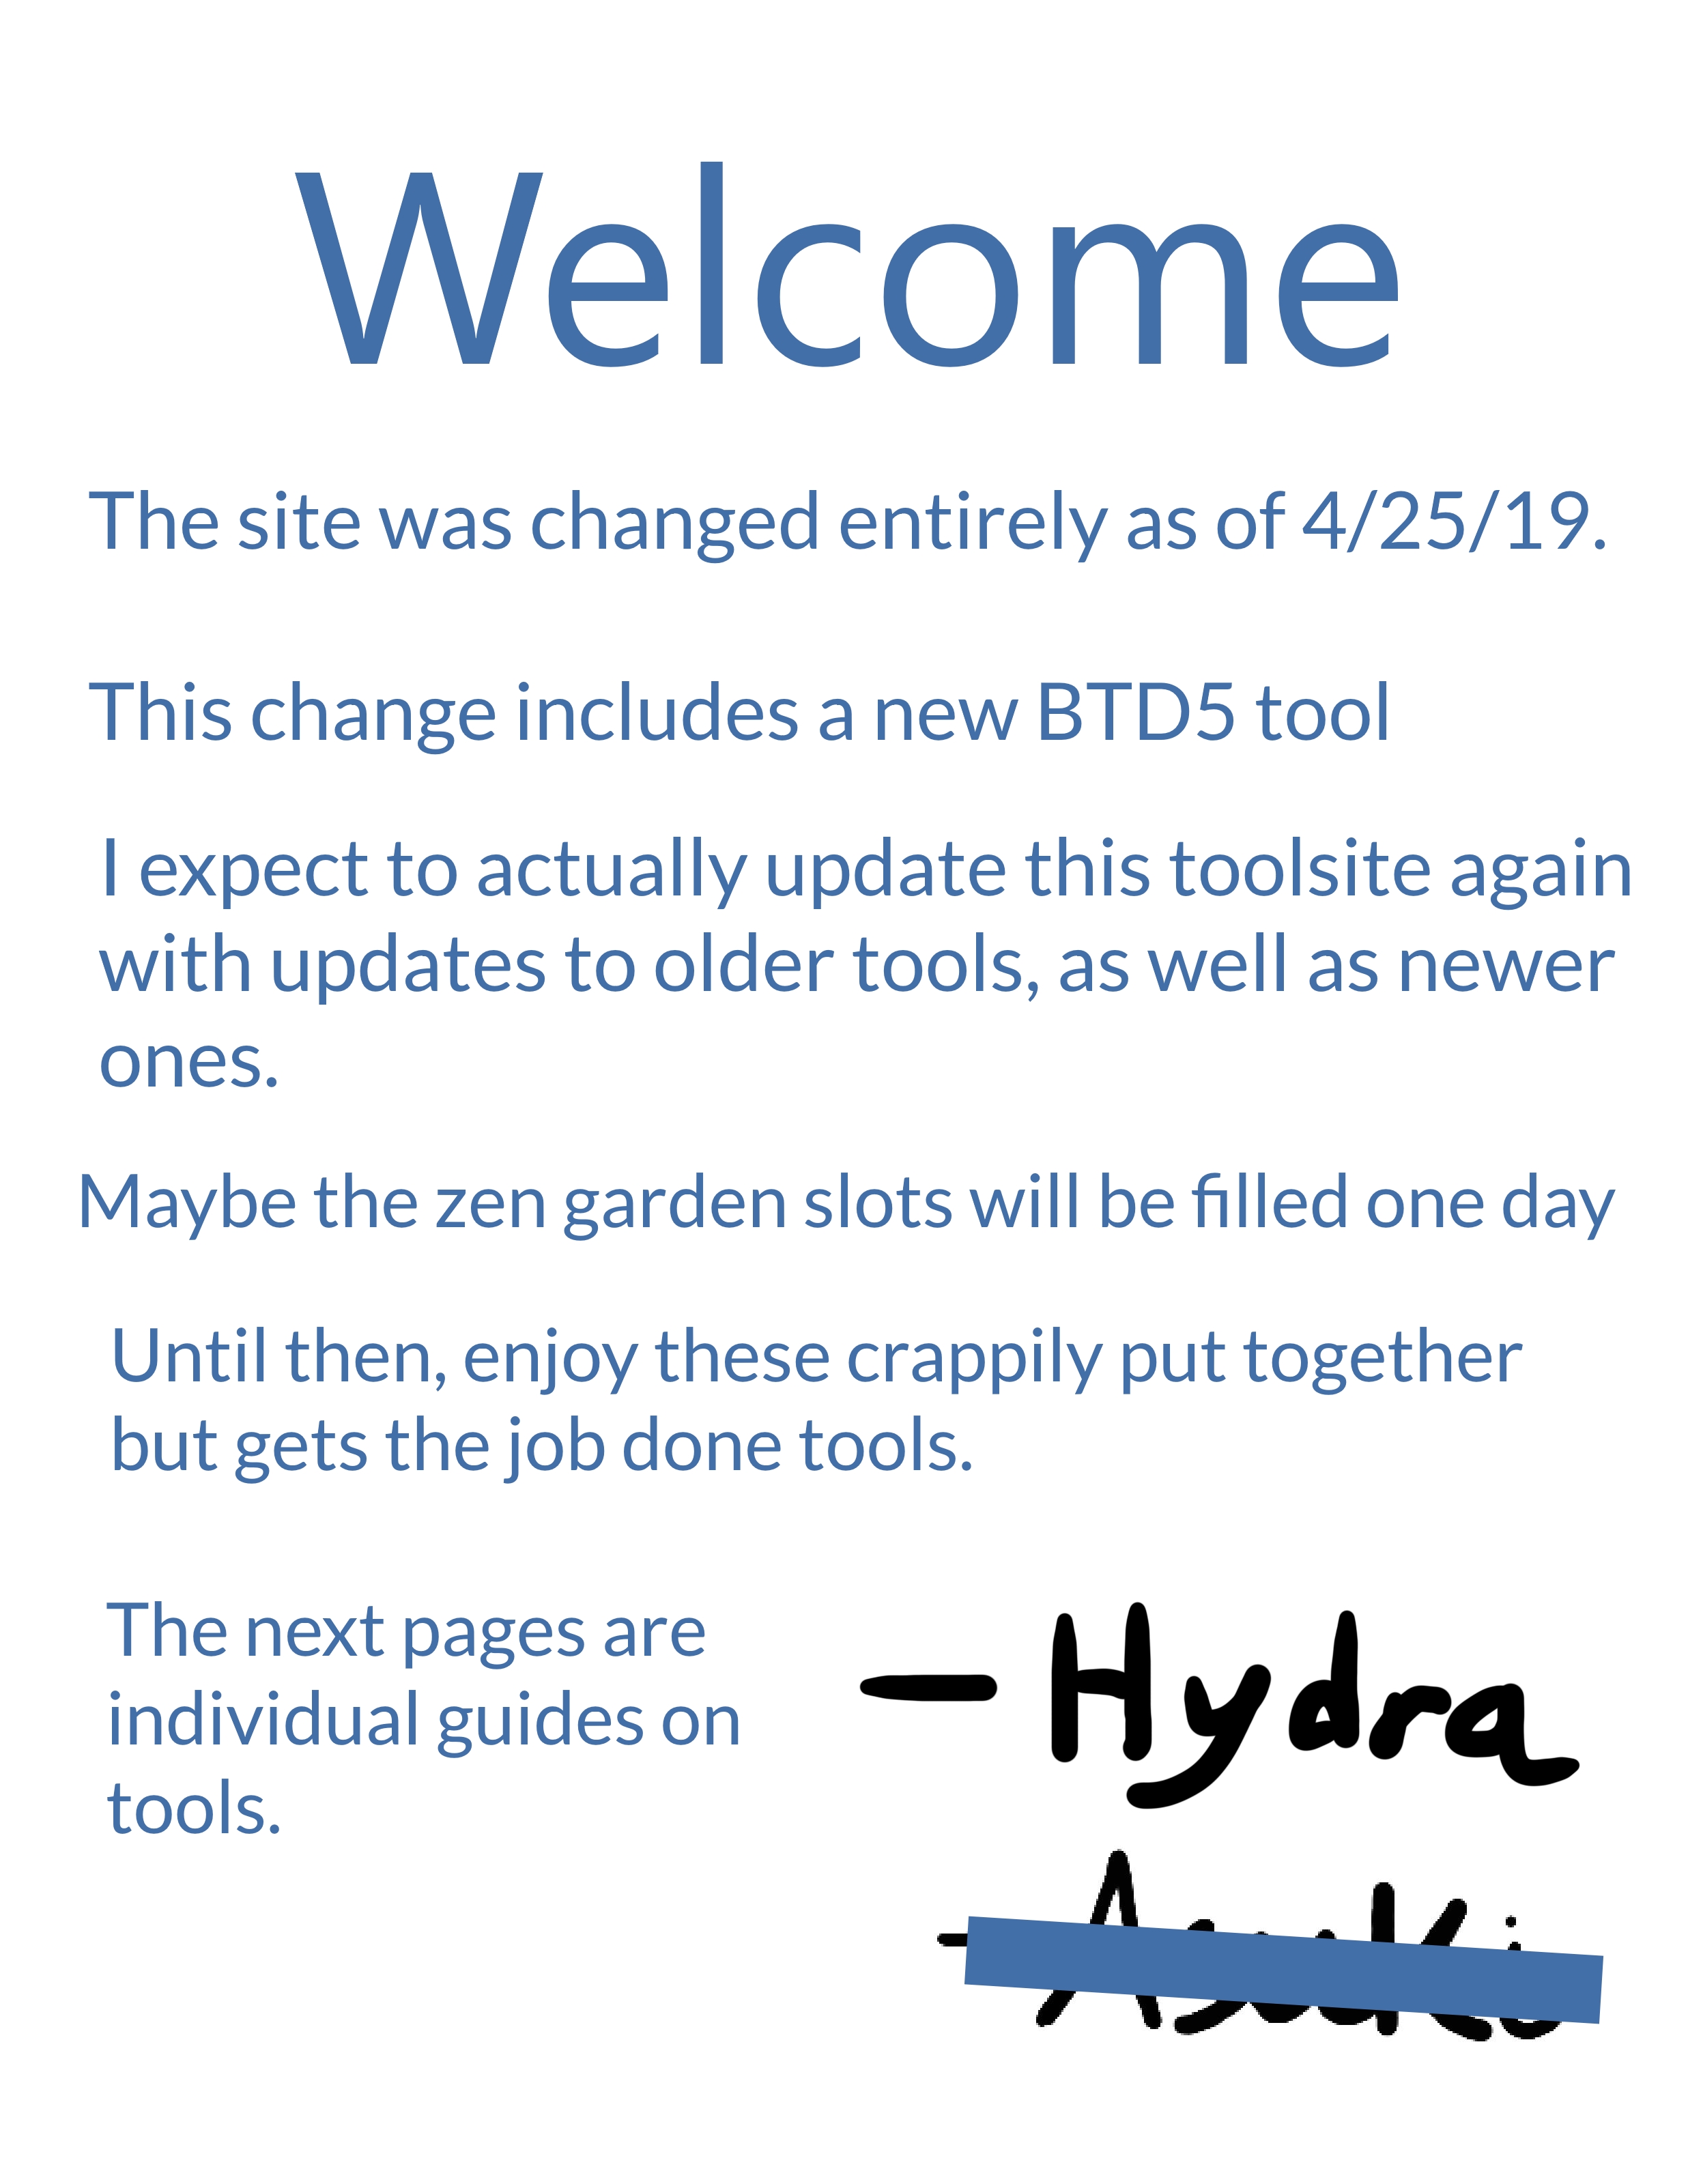 Welcome
The site was changed entirely as of 4/25/19.
This change includes a new BTD5 tool
I expect to actually update this toolsite again
with updates to older tools, as well as newer
ones.
Maybe the zen garden slots will be filled one day
Until then, enjoy these crappily put together
but gets the job done tools.
The next pages are
individual guides on
tools.
-Hydra